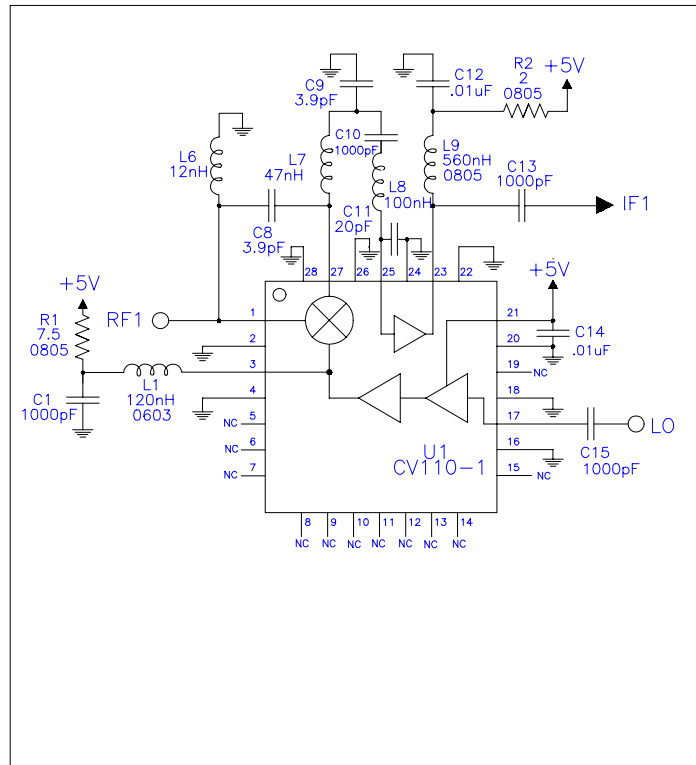 C9
3.9pF
C12
.01uF
R2
2
0805
+5V
L6
12nH
L7
47nH
C10
1000pF
L8
100nH
L9
560nH
0805
C13
1000pF
IF1
C8
3.9pF
C11
20pF
28
27
26
25
24
23
22
+5V
R1
7.5
0805
RF1
1
2
3
4
5
6
7
NC
NC
NC
L1
120nH
0603
C1
1000pF
+5V
C14
.01uF
21
20
19
18
17
16
15
NC
NC
LO
C15
1000pF
U1
CV110-1
8
9
10
11
12
13
14
NC
NC
NC
NC
NC
NC
NC